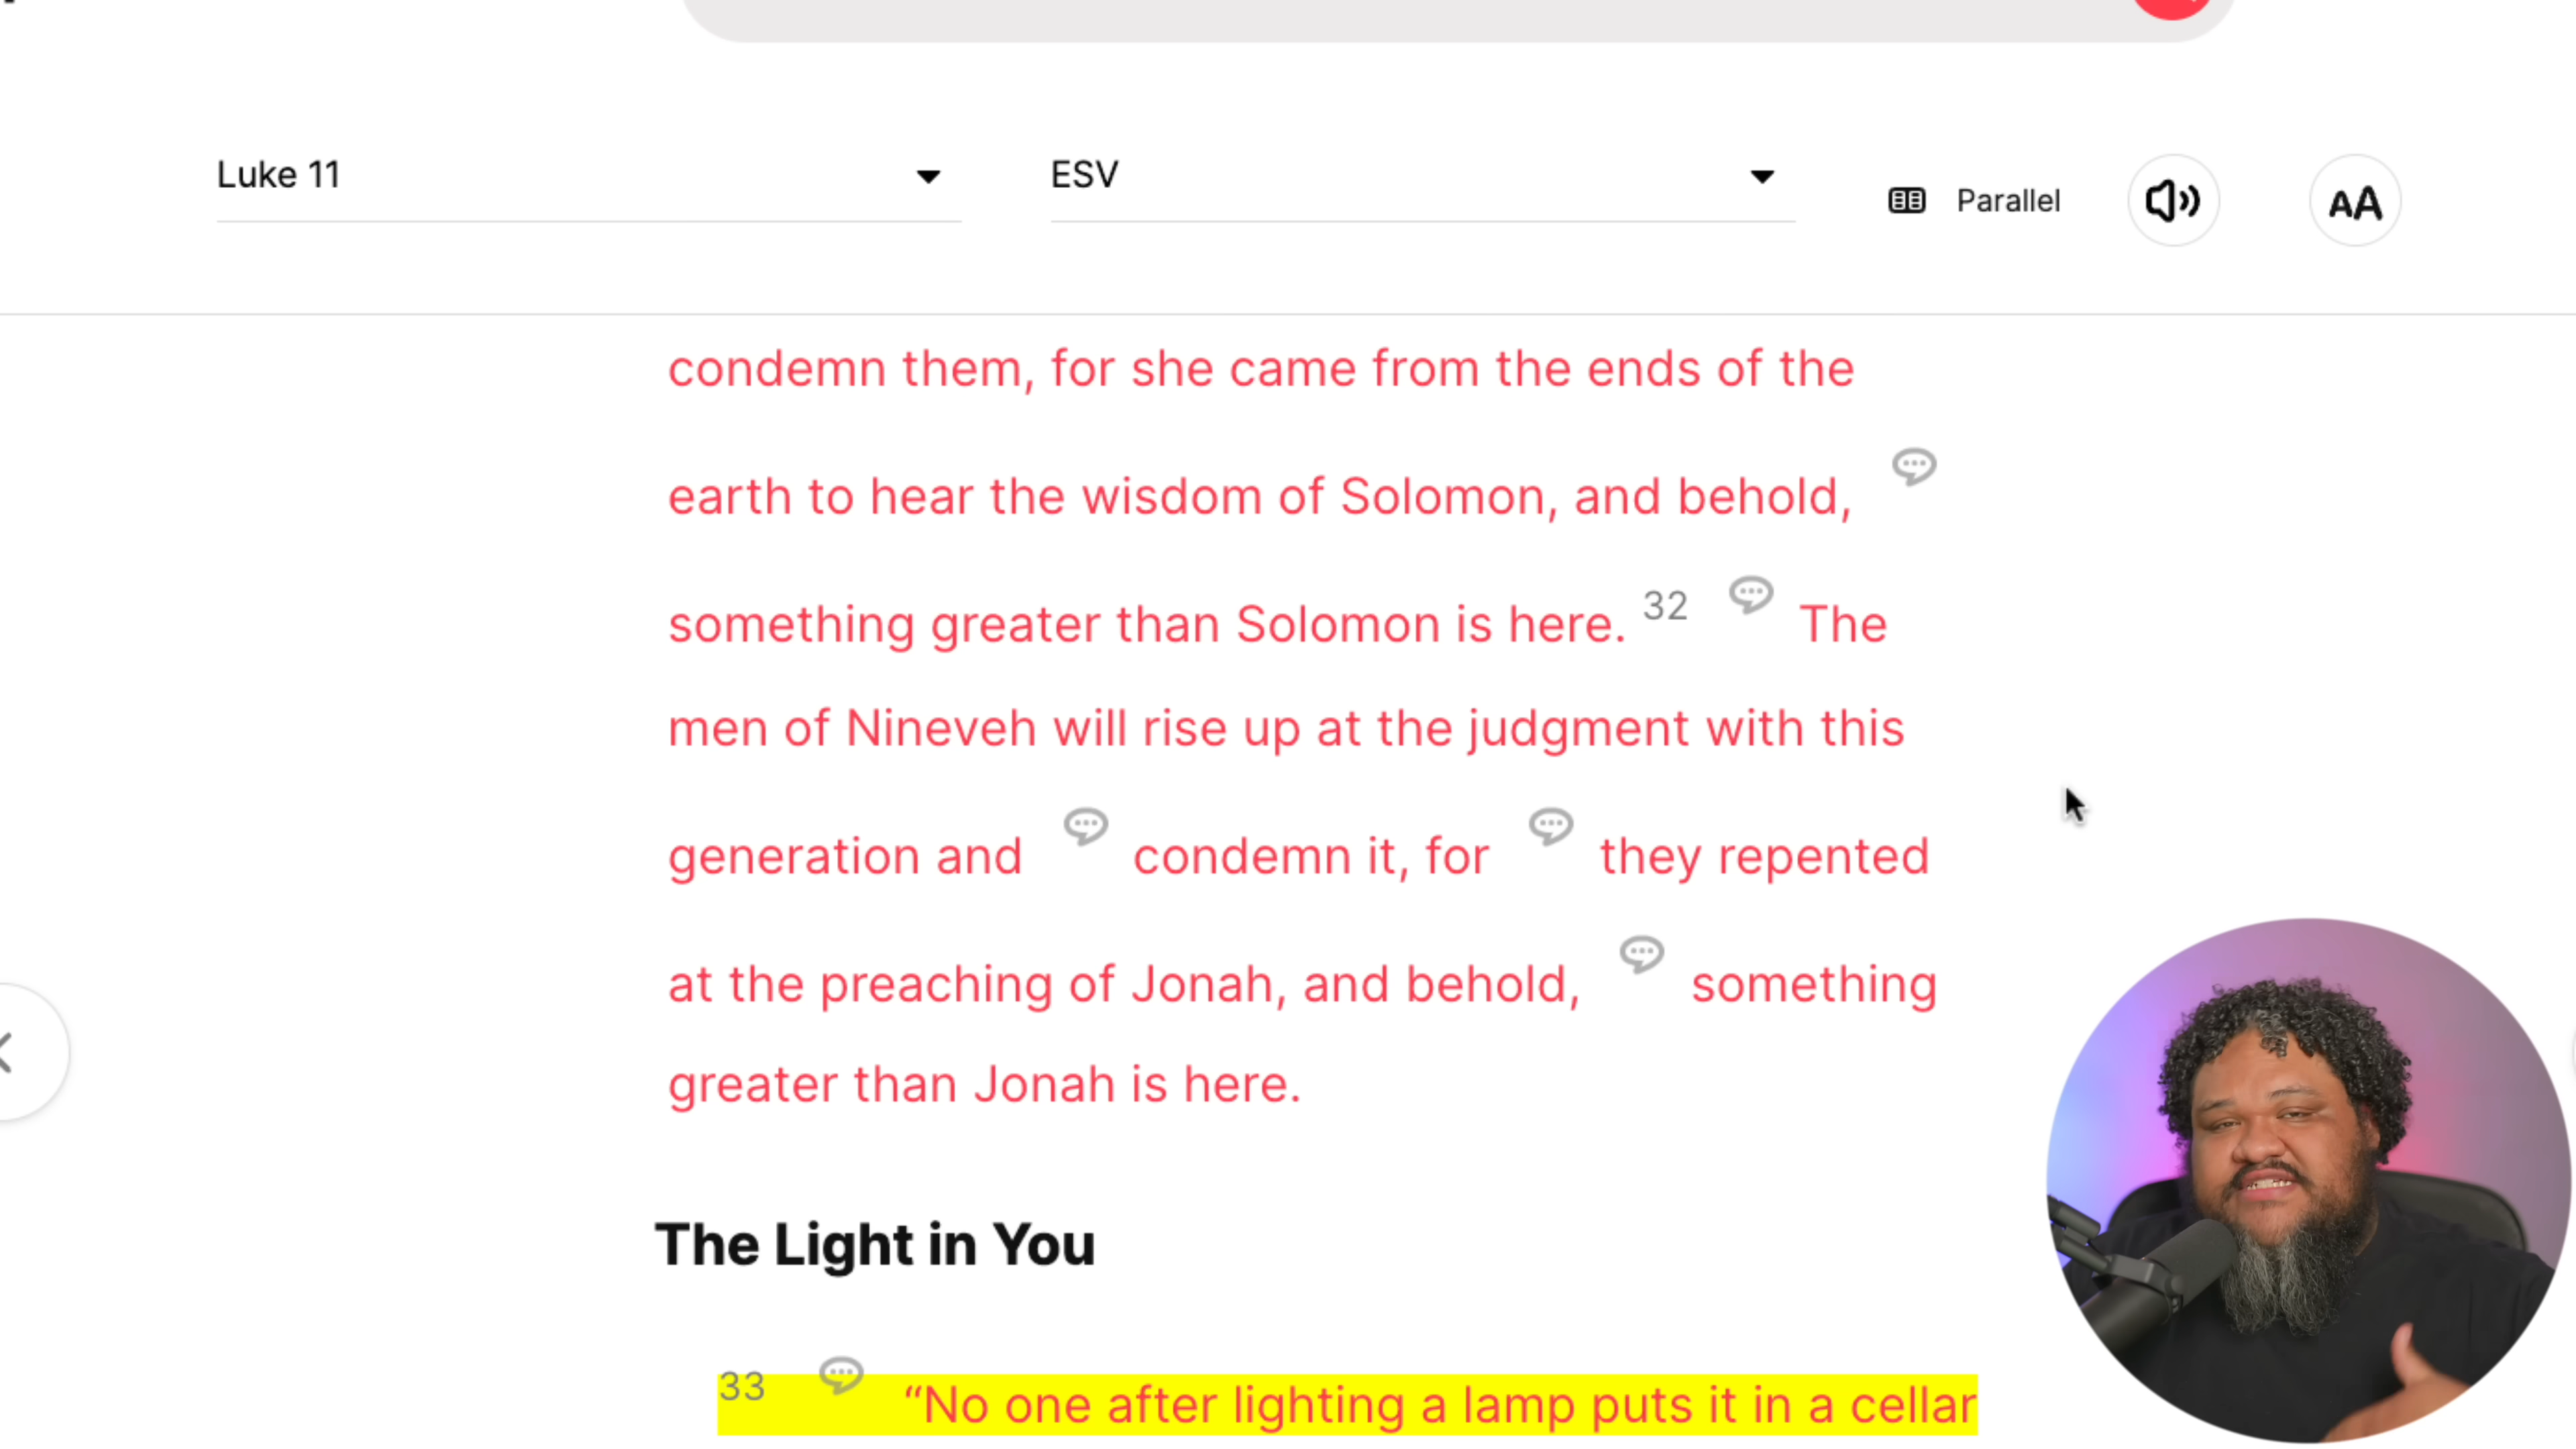 Luke 11
ESV
Parallel
AA
condemn them, for she came from the ends of the
earth to hear the wisdom of Solomon, and behold,
something greater than Solomon is here. 32 The
men of Nineveh will rise up at the judgment with this
generation and condemn it, for they repented
at the preaching of Jonah, and behold, something
greater than Jonah is here.
The Light in You
33 “No one after lighting a lamp puts it in a cellar